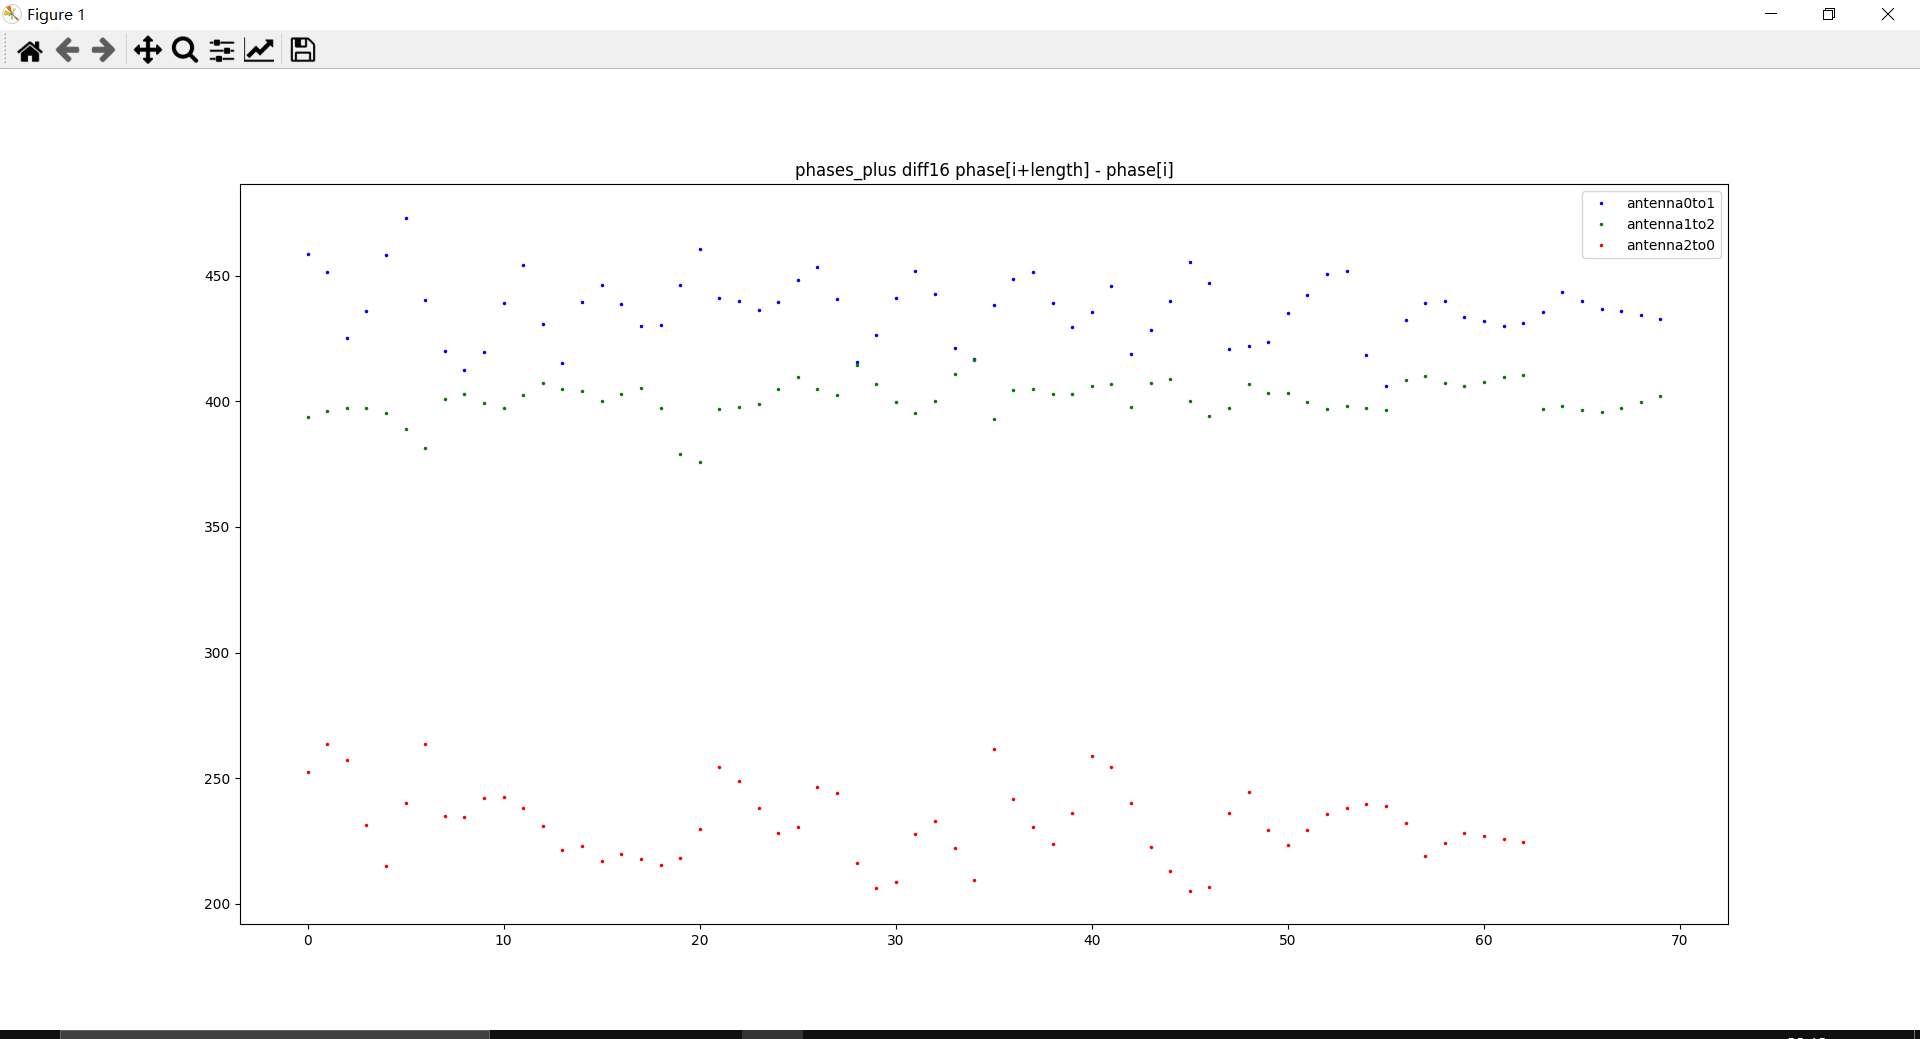 Figure 1
phases_plus diff16 phase[i+length] - phase[i]
antenna0to1
antenna1to2
antenna2to0
450
400
350
300
250
200
0 10 20 30 40 50 60 70